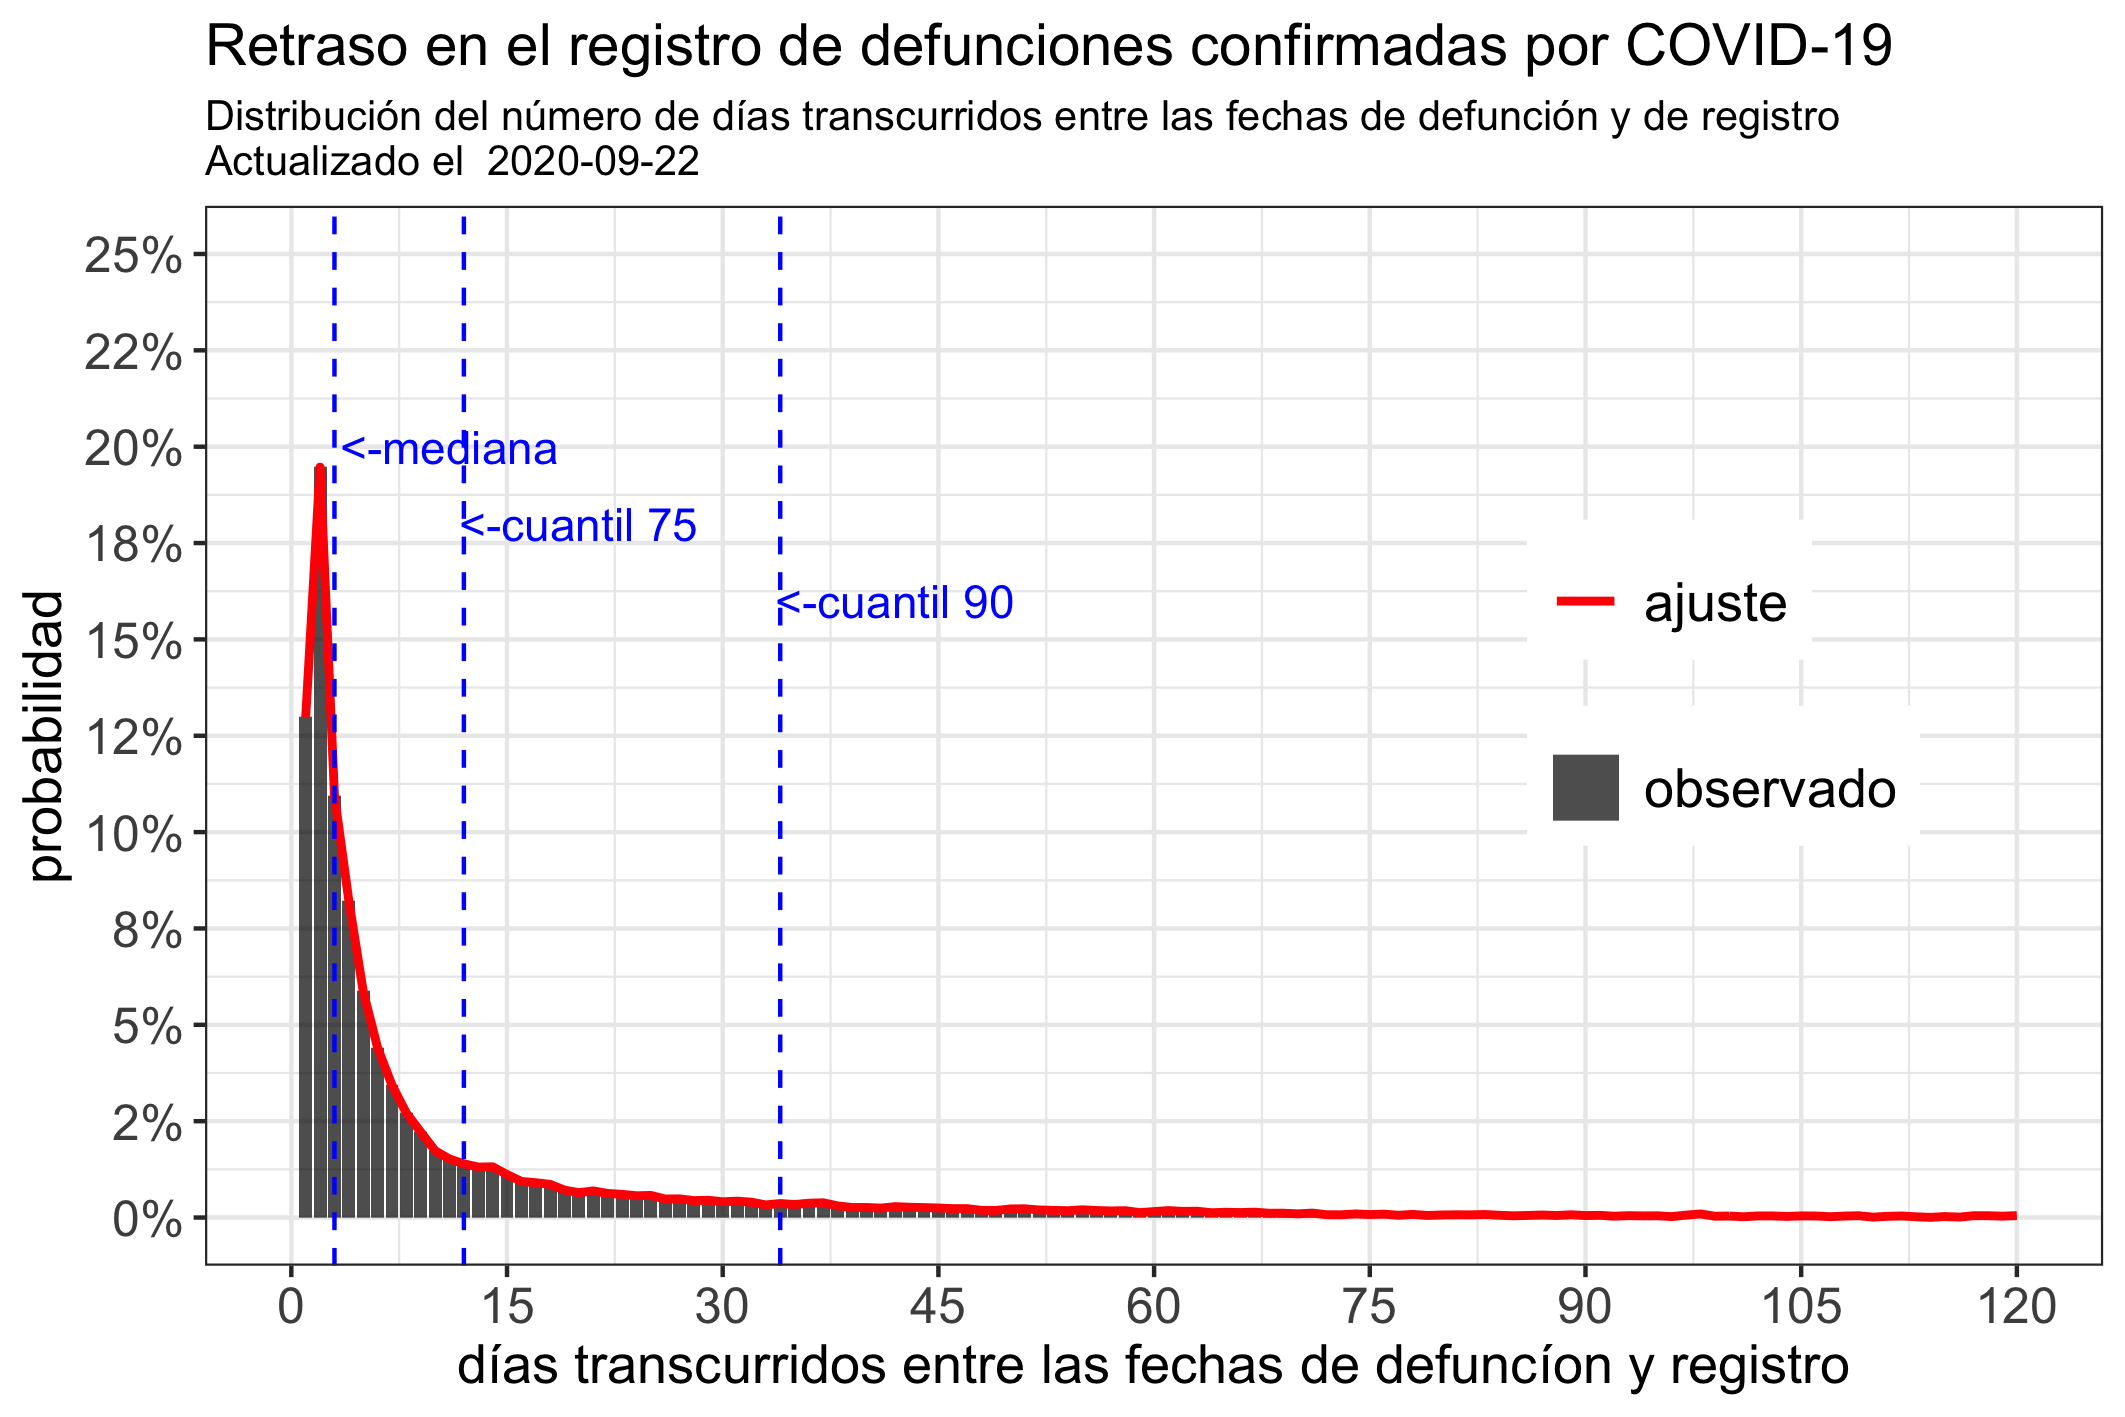 Retraso en el registro de defunciones confirmadas por COVID-19
Distribución del número de días transcurridos entre las fechas de defunción y de registro
Actualizado el  2020-09-22
25%
22%
20%
18%
15%
12%
10%
8%
5%
2%
0%
probabilidad
<-mediana
<-cuantil 75
<-cuantil 90
ajuste
observado
0 15 30 45 60 75 90 105 120
días transcurridos entre las fechas de defuncíon y registro